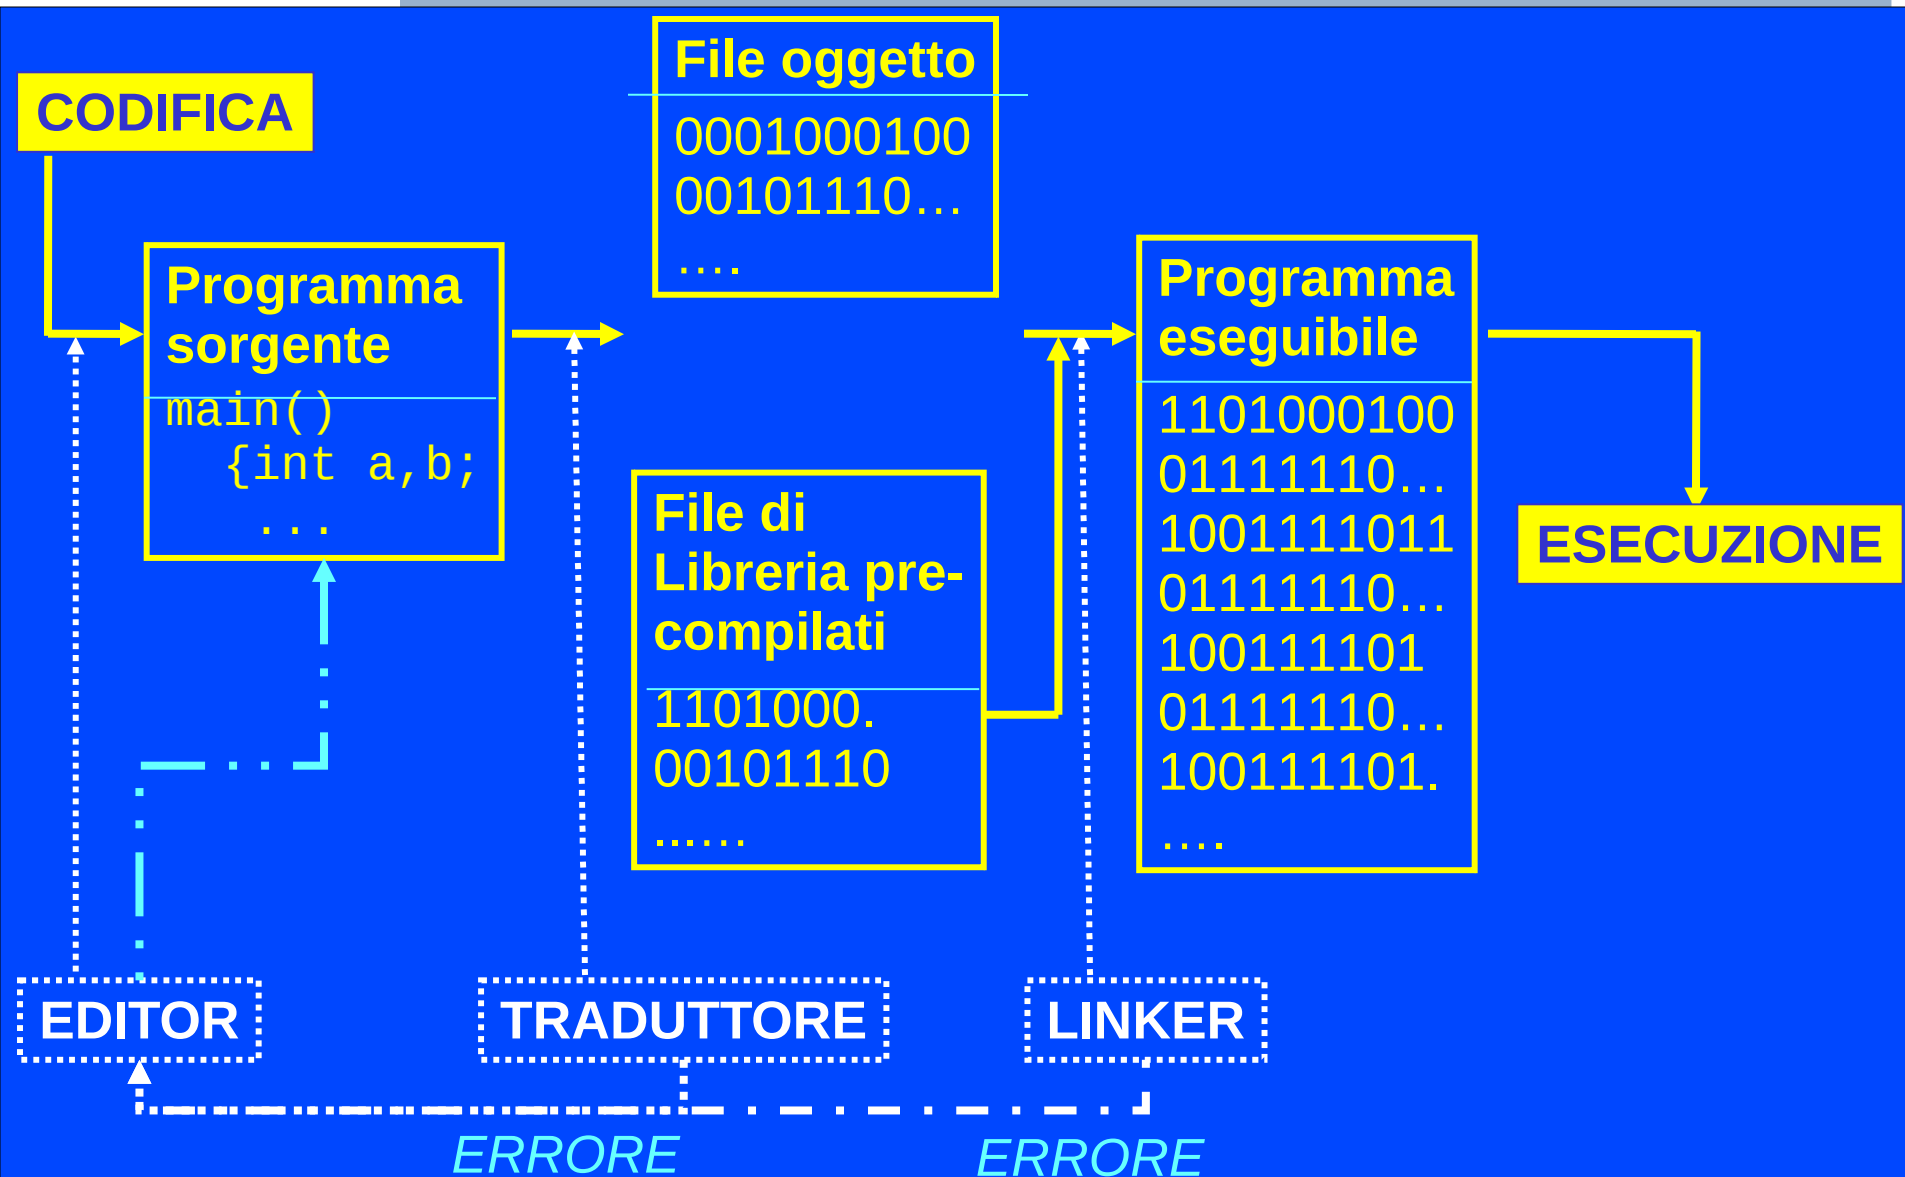 CODIFICA
Programma
sorgente
main()
{int a,b;
...
File oggetto
0001000100
00101110…
….
File di
Libreria pre-
compilati
1101000.
00101110
...…
Programma
eseguibile
1101000100
01111110…
1001111011
01111110…
100111101
01111110…
100111101.
….
ESECUZIONE
EDITOR
TRADUTTORE
LINKER
ERRORE
ERRORE